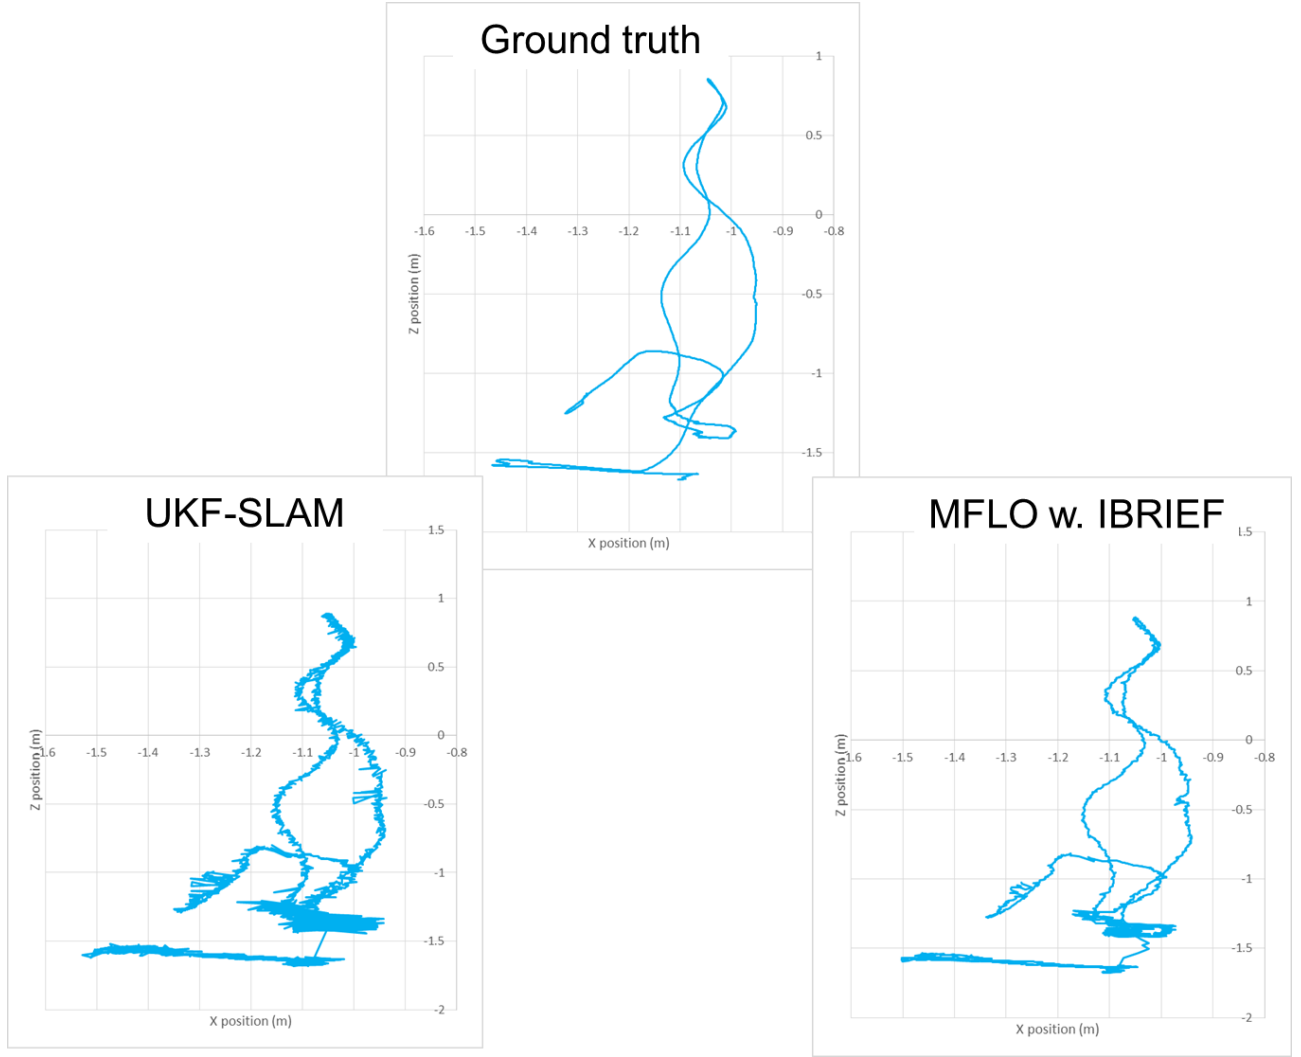 Ground truth
1
0.5
0
-1.6 -1.5 -1.4 -1.3 -1.2 -1.1 -1 -0.9 -0.8
Z position (m)
-0.5
-1
-1.5
X position (m)
UKF-SLAM
1.5
1
0.5
0
1.6 -1.5 -1.4 -1.3 -1.2 -1.1 -1 -0.9 -0.8
Z position (m)
-0.5
-1
-1.5
-2
X position (m)
MFLO w. IBRIEF
1.5
1
0.5
0
1.6 -1.5 -1.4 -1.3 -1.2 -1.1 -1 -0.9 -0.8
Z position (m)
-0.5
-1
-1.5
-2
X position (m)